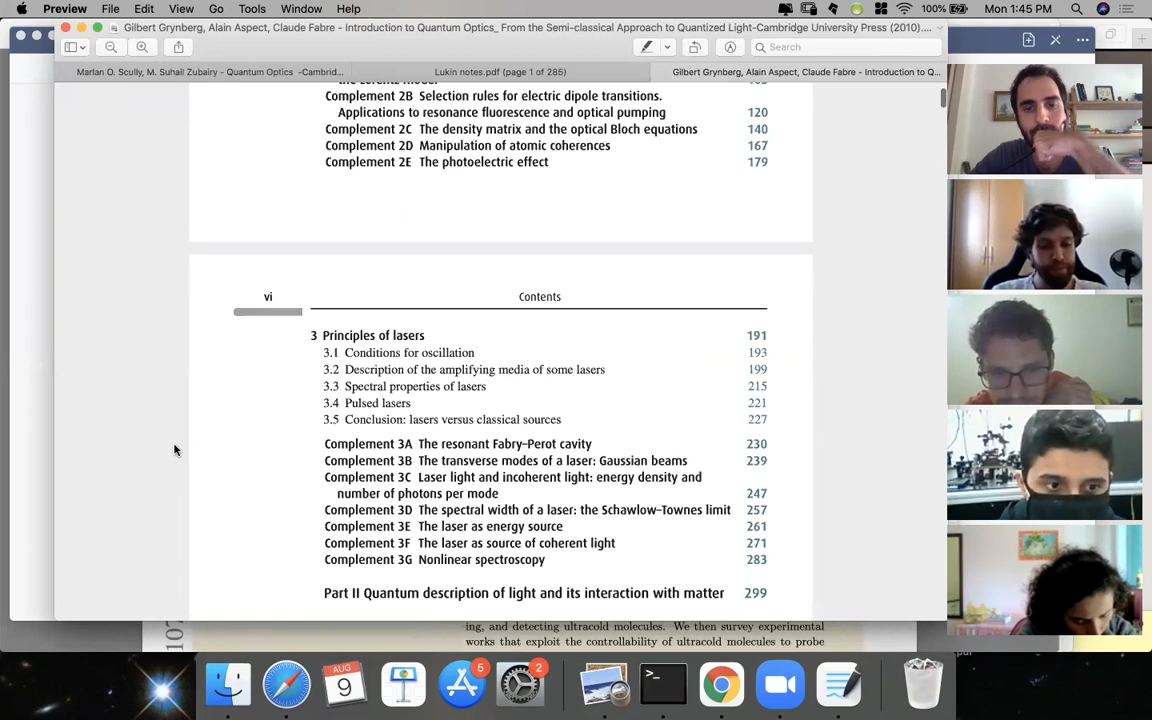 Preview File Edit View Go Tools Window Help 100% Mon 1:45 PM
Gilbert Grynberg, Alain Aspect, Claude Fabre - Introduction to Quantum Optics_ From the Semi-classical Approach to Quantized Light-Cambridge University Press (2010)....
Search
Marlan O. Scully, M. Suhail Zubairy - Quantum Optics -Cambrid... Lukin notes.pdf (page 1 of 285) Gilbert Grynberg, Alain Aspect, Claude Fabre - Introduction to Q...
Complement 2B Selection rules for electric dipole transitions.
Applications to resonance fluorescence and optical pumping 120
Complement 2C The density matrix and the optical Bloch equations 140
Complement 2D Manipulation of atomic coherences 167
Complement 2E The photoelectric effect 179
vi Contents
3 Principles of lasers 191
3.1 Conditions for oscillation 193
3.2 Description of the amplifying media of some lasers 199
3.3 Spectral properties of lasers 215
3.4 Pulsed lasers 221
3.5 Conclusion: lasers versus classical sources 227
Complement 3A The resonant Fabry–Perot cavity 230
Complement 3B The transverse modes of a laser: Gaussian beams 239
Complement 3C Laser light and incoherent light: energy density and
number of photons per mode 247
Complement 3D The spectral width of a laser: the Schawlow–Townes limit 257
Complement 3E The laser as energy source 261
Complement 3F The laser as source of coherent light 271
Complement 3G Nonlinear spectroscopy 283
Part II Quantum description of light and its interaction with matter 299
ing, and detecting ultracold molecules. We then survey experimental
works that exploit the controllability of ultracold molecules to probe
107
AUG
9
5
2